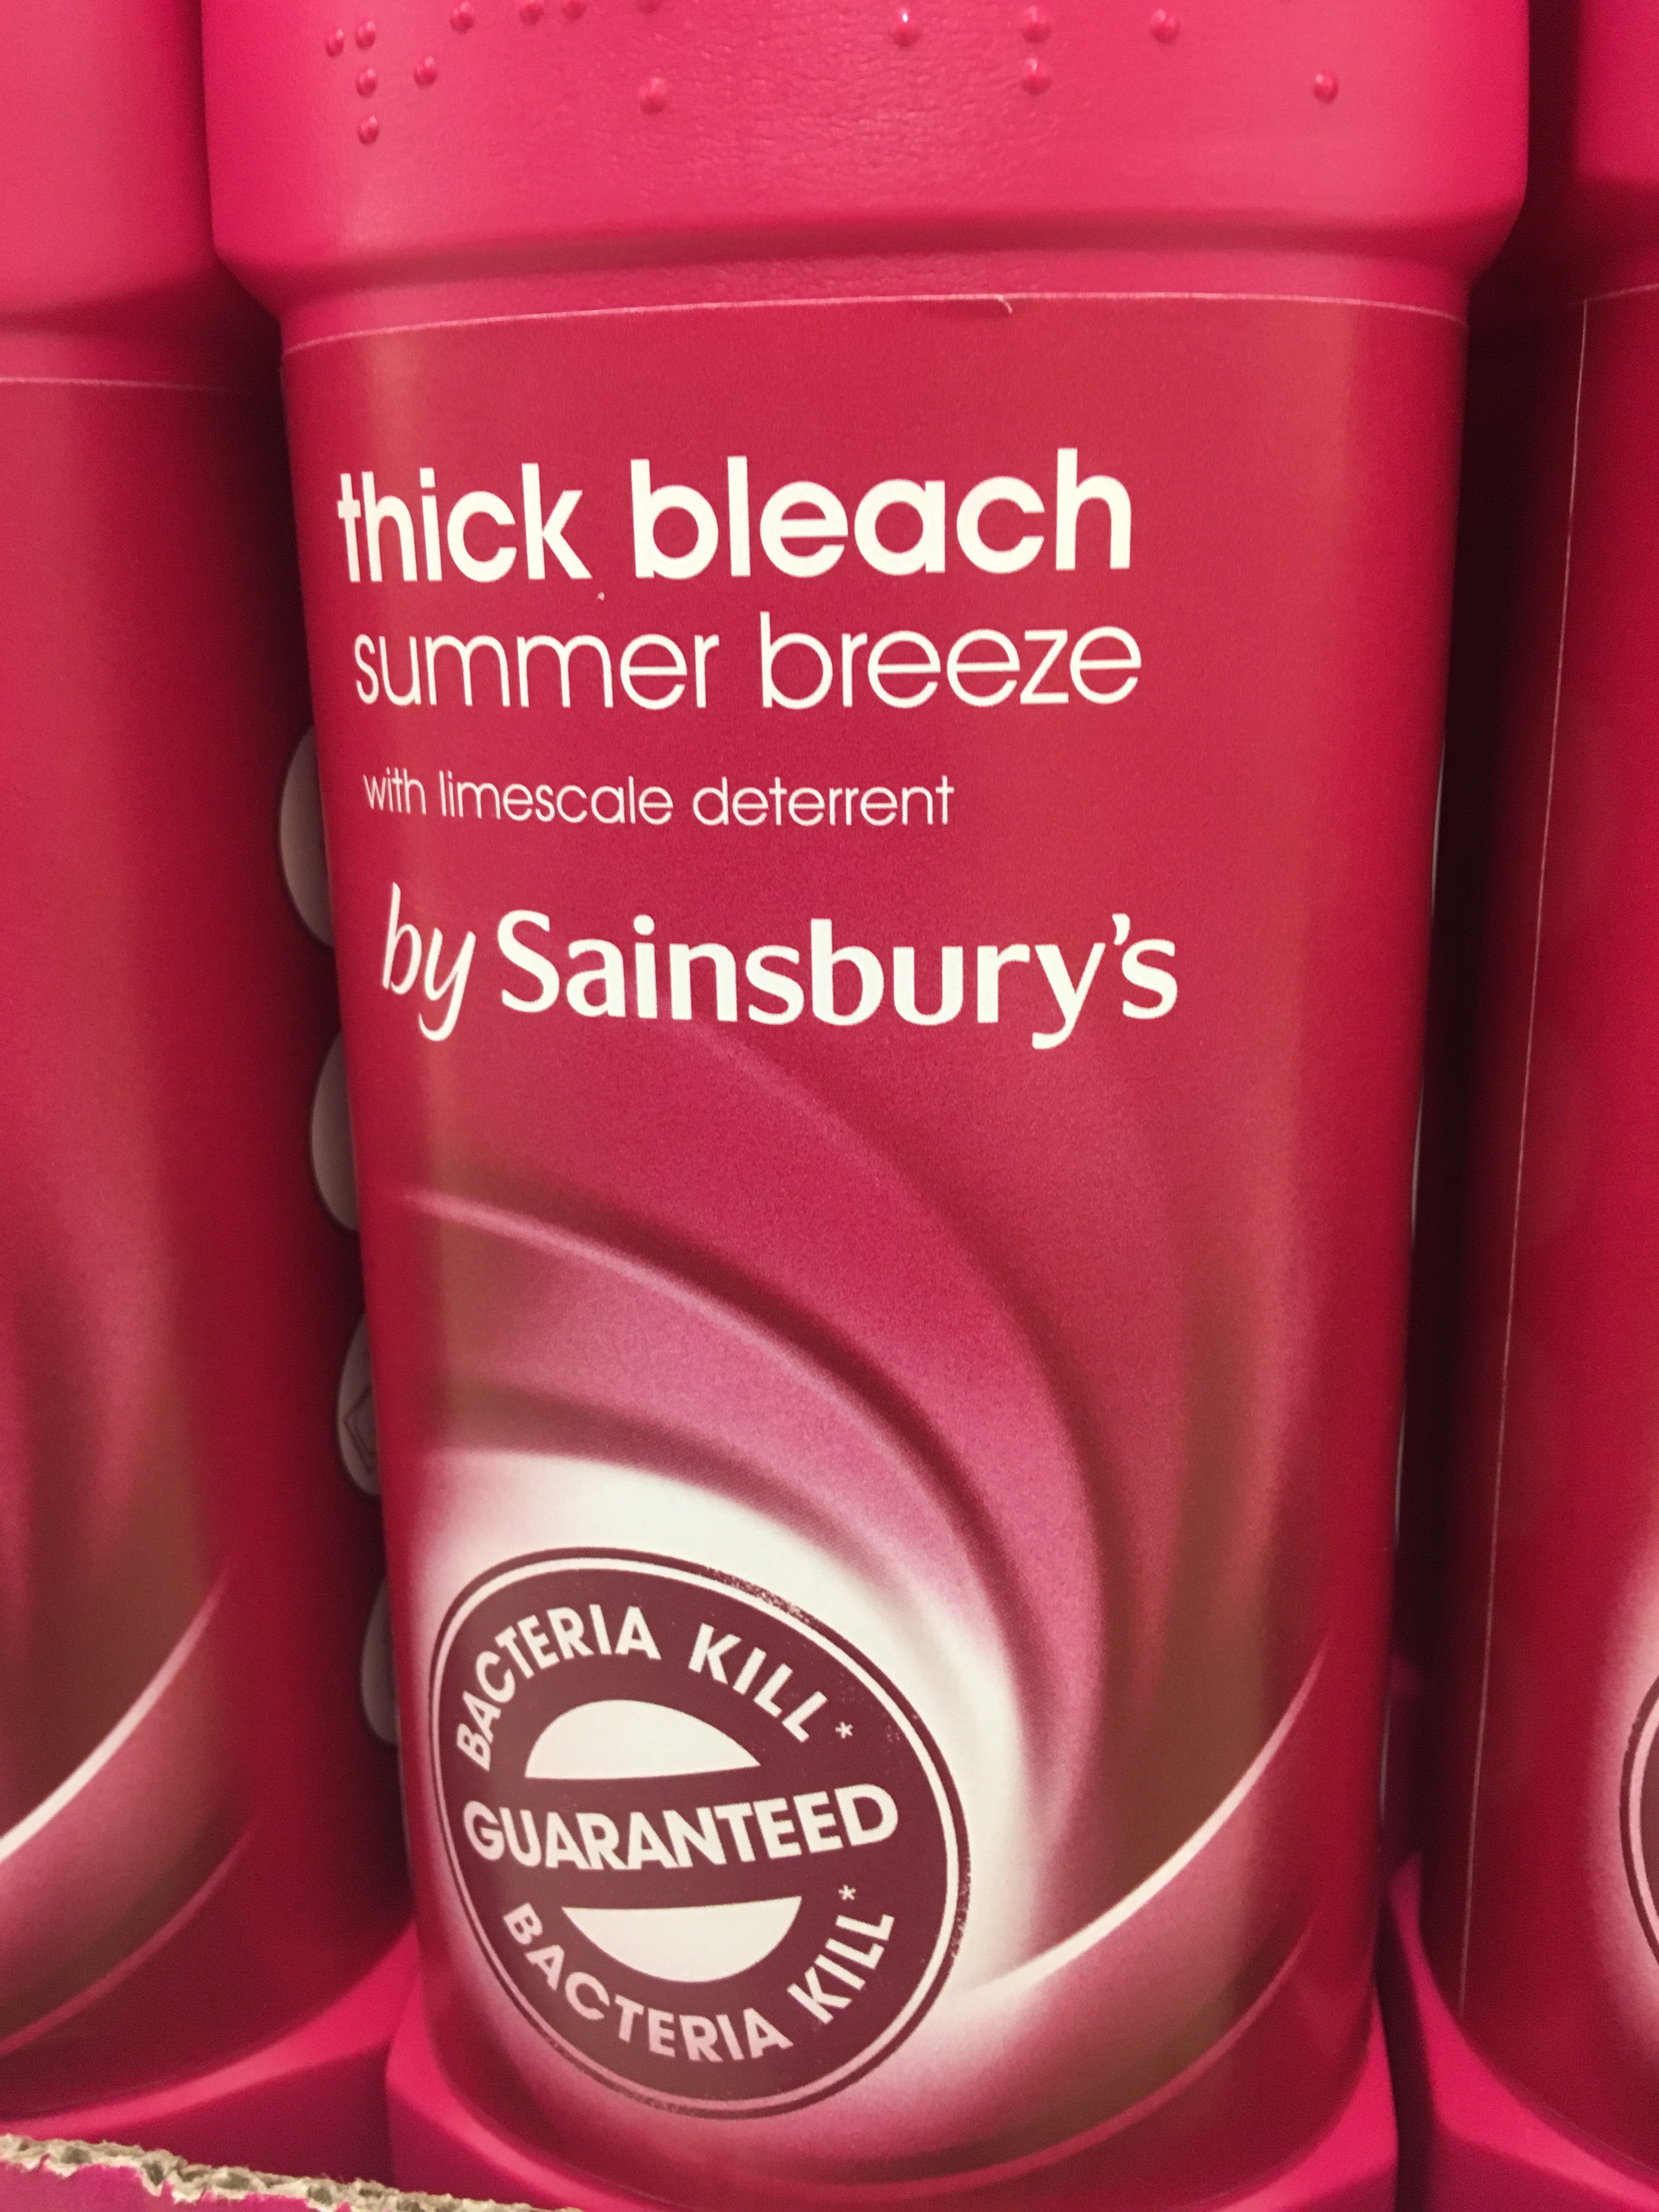 thick bleach
summer breeze
with limescale deterrent
by Sainsbury's
BACTERIA KILL*
GUARANTEED
BACTERIA KILL*